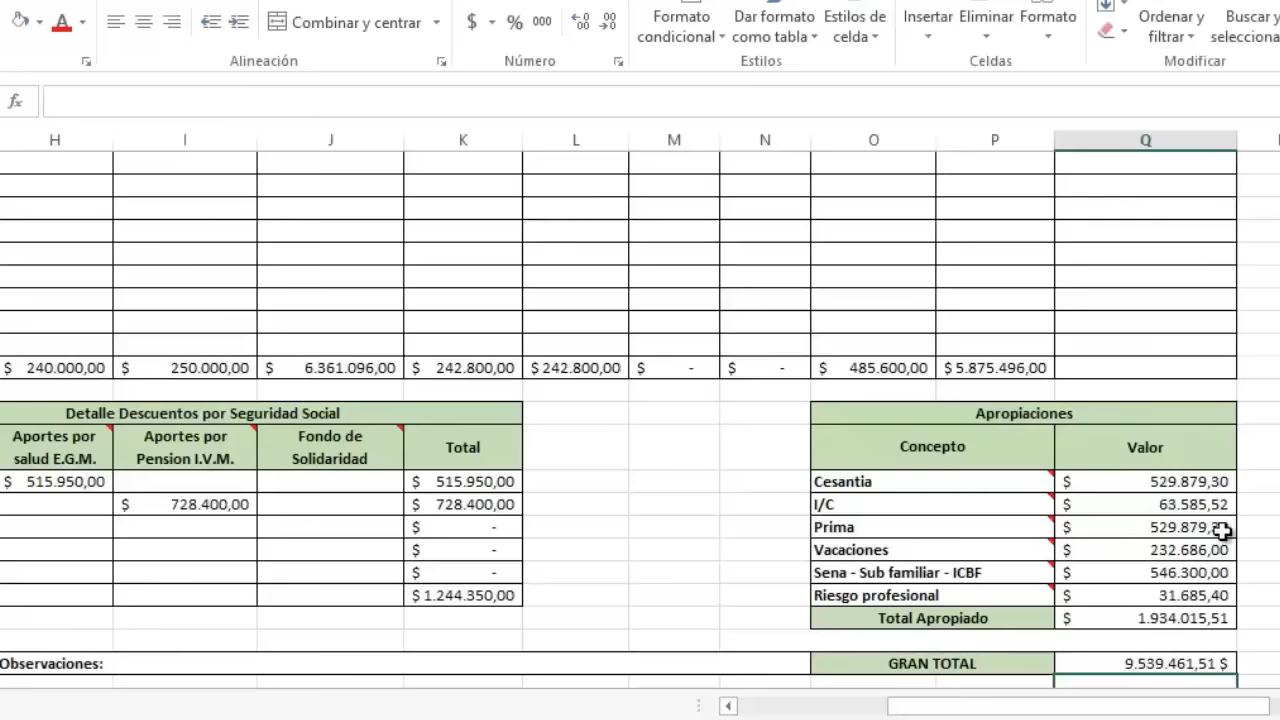 Combinar y centrar $ % 000 Formato condicional Dar formato como tabla Estilos de celda Insertar Eliminar Formato Ordenar y filtrar Buscar y
Alineación Número Estilos Celdas Modificar
fx
H I J K L M N O P Q
$ 240.000,00 $ 250.000,00 $ 6.361.096,00 $ 242.800,00 $ 242.800,00 $ - $ - $ 485.600,00 $ 5.875.496,00
Detalle Descuentos por Seguridad Social Apropiaciones
Aportes por salud E.G.M. Aportes por Pension I.V.M. Fondo de Solidaridad Total Concepto Valor
$ 515.950,00 $ 515.950,00 Cesantia $ 529.879,30
$ 728.400,00 $ 728.400,00 I/C $ 63.585,52
$ - Prima $
$ - Vacaciones $ 232.686,00
$ - Sena - Sub familiar - ICBF $ 546.300,00
$ 1.244.350,00 Riesgo profesional $ 31.685,40
Total Apropiado $ 1.934.015,51
Observaciones: GRAN TOTAL 9.539.461,51 $